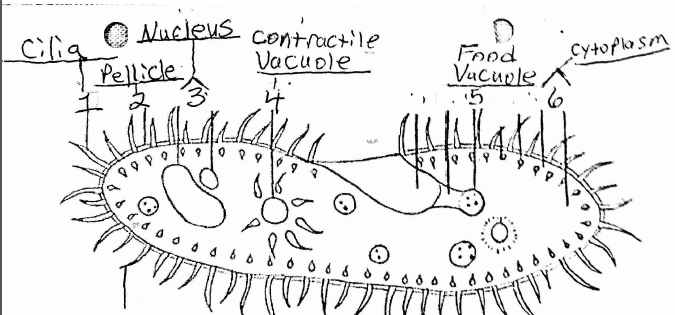 Cilia
Nucleus
Contractile
Vacuole
Food
Vacuole
Cytoplasm
Pellicle
1
2
3
4
5
6